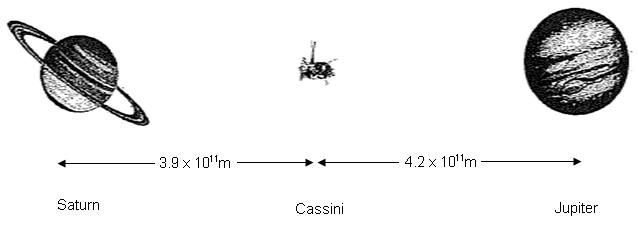 3.9 x 10¹¹m
4.2 x 10¹¹m
Saturn
Cassini
Jupiter